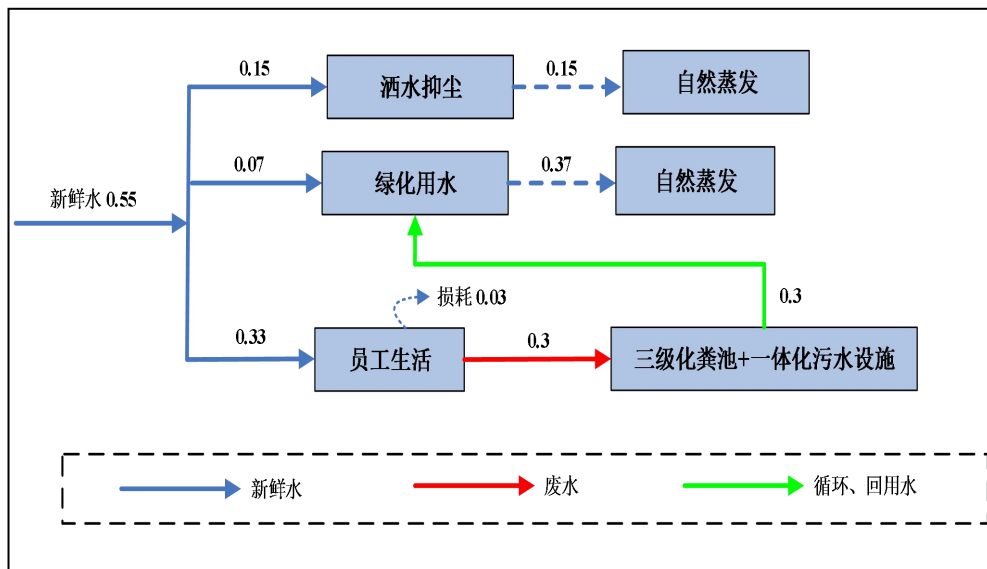 0.15
洒水抑尘
0.15
自然蒸发
0.07
绿化用水
0.37
自然蒸发
新鲜水 0.55
损耗 0.03
0.3
0.33
员工生活
0.3
三级化粪池+一体化污水设施
新鲜水
废水
循环、回用水